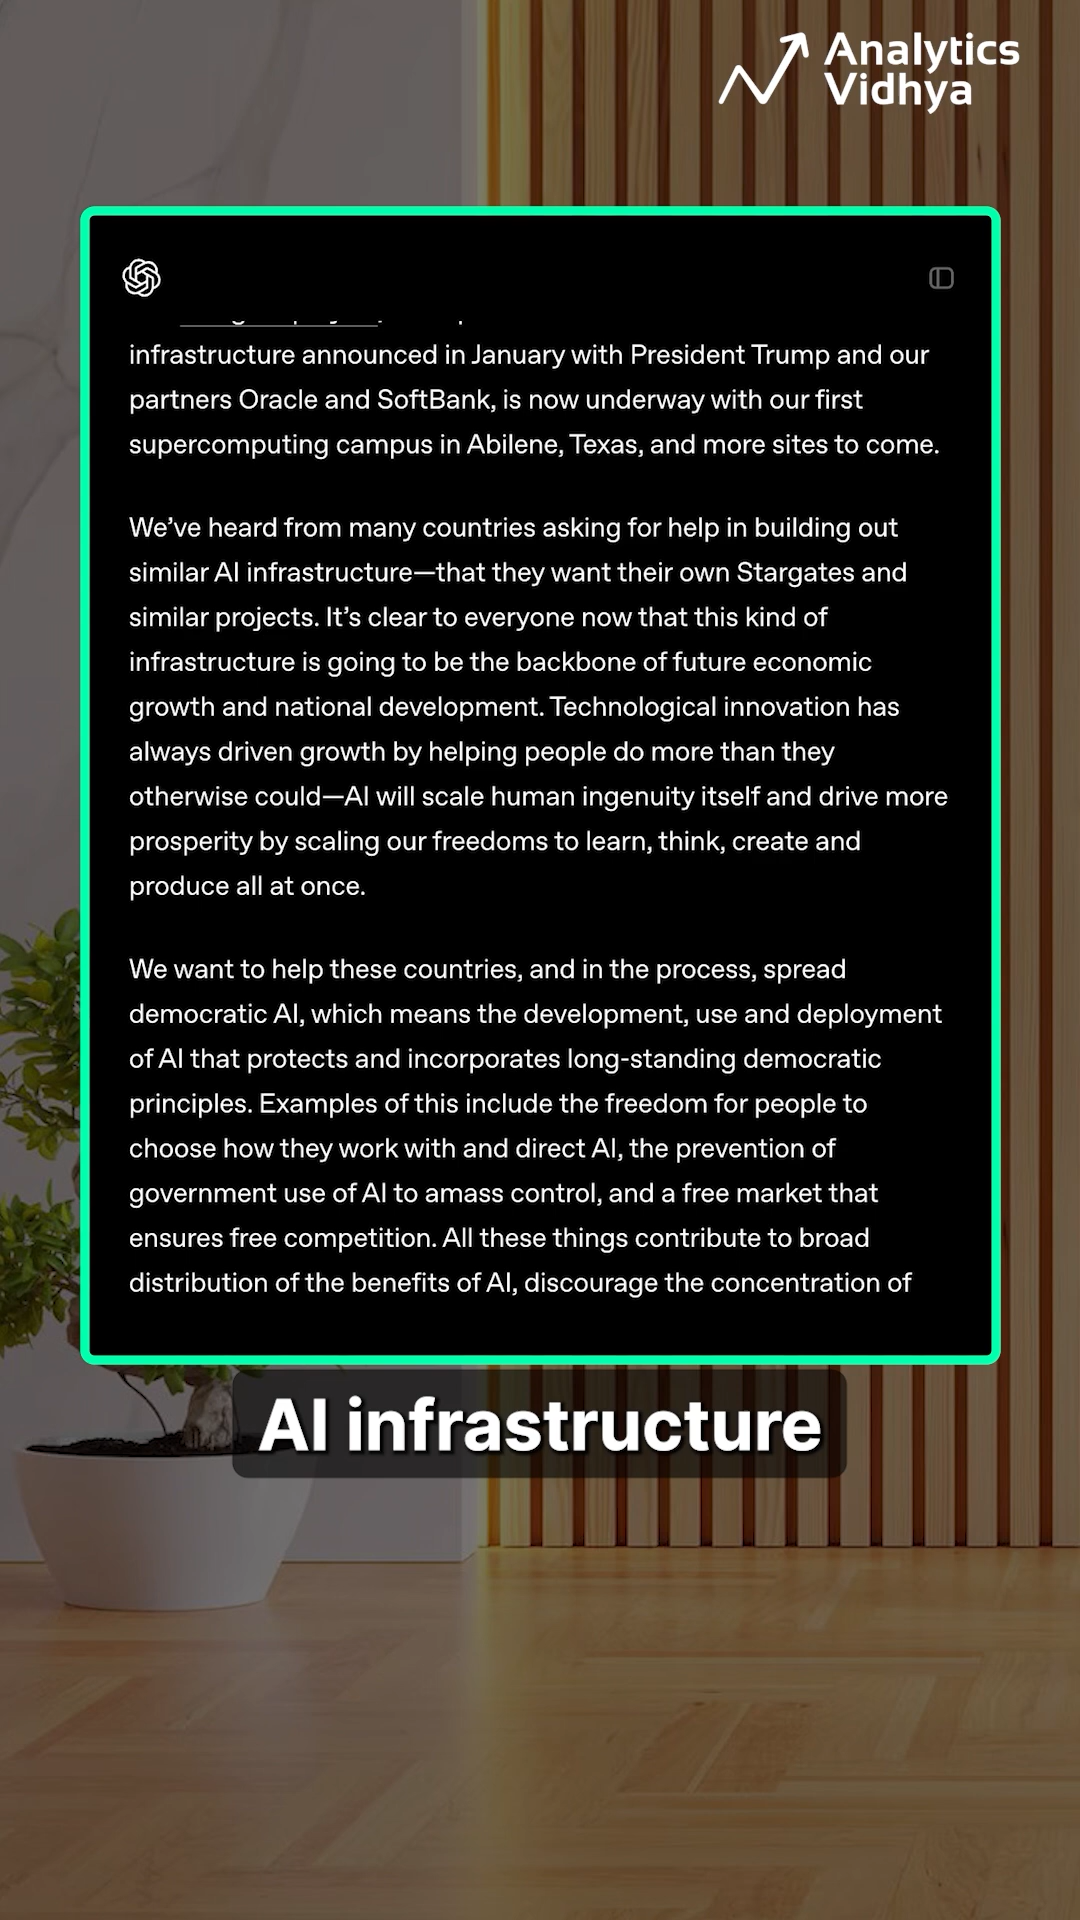 Analytics
Vidhya
infrastructure announced in January with President Trump and our
partners Oracle and SoftBank, is now underway with our first
supercomputing campus in Abilene, Texas, and more sites to come.
We’ve heard from many countries asking for help in building out
similar AI infrastructure—that they want their own Stargates and
similar projects. It’s clear to everyone now that this kind of
infrastructure is going to be the backbone of future economic
growth and national development. Technological innovation has
always driven growth by helping people do more than they
otherwise could—AI will scale human ingenuity itself and drive more
prosperity by scaling our freedoms to learn, think, create and
produce all at once.
We want to help these countries, and in the process, spread
democratic AI, which means the development, use and deployment
of AI that protects and incorporates long-standing democratic
principles. Examples of this include the freedom for people to
choose how they work with and direct AI, the prevention of
government use of AI to amass control, and a free market that
ensures free competition. All these things contribute to broad
distribution of the benefits of AI, discourage the concentration of
AI infrastructure